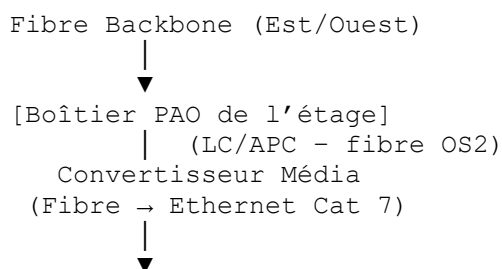 Fibre Backbone (Est/Ouest)
│
▼
[Boîtier PAO de l’étage]
│ (LC/APC – fibre OS2)
Convertisseur Média
(Fibre → Ethernet Cat 7)
│
▼